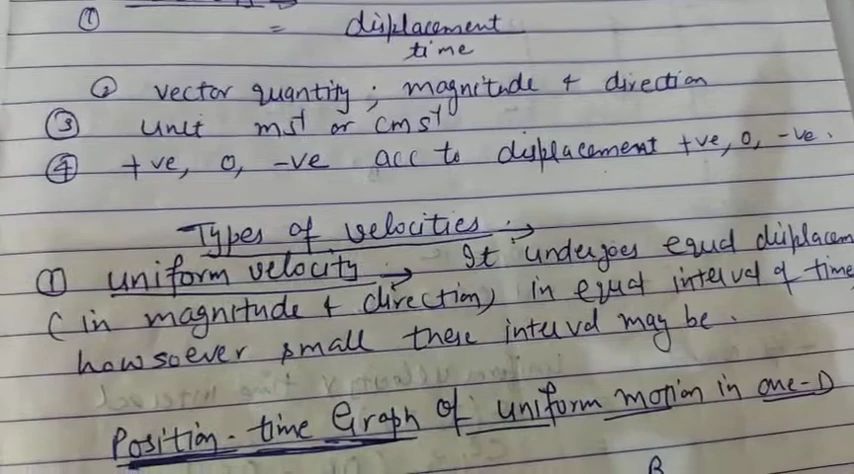 ① = displacement
time
② vector quantity; magnitude & direction
③ unit ms⁻¹ or cms⁻¹
④ +ve, 0, -ve acc to displacement +ve, 0, -ve.
Types of velocities :→
① uniform velocity → It undergoes equal displacem
(in magnitude & direction) in equal interval of time
howsoever small these interval may be.
Position-time Graph of uniform motion in one-D
B